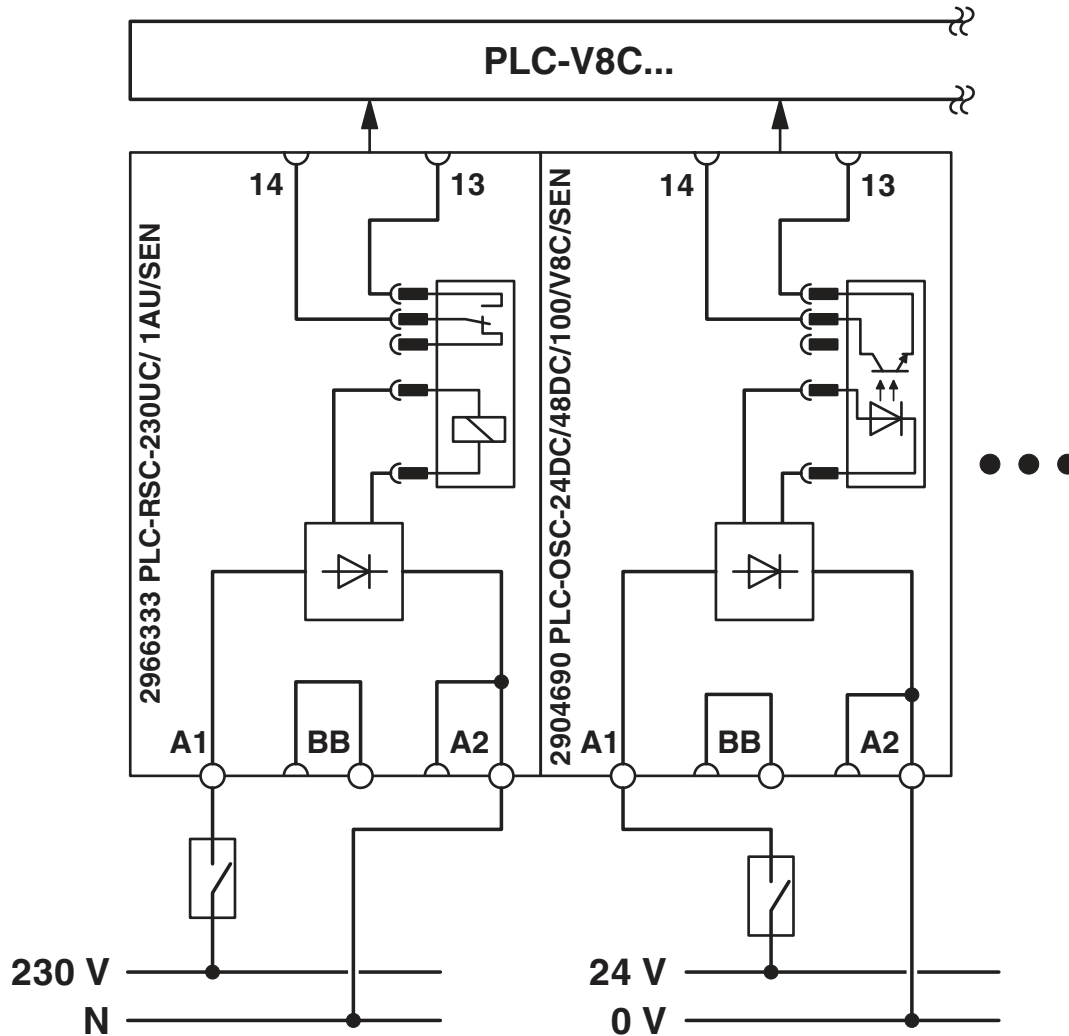 PLC-V8C...
14
13
2966333 PLC-RSC-230UC/ 1AU/SEN
A1
BB
A2
14
13
2904690 PLC-OSC-24DC/48DC/100/V8C/SEN
A1
BB
A2
230 V
N
24 V
0 V